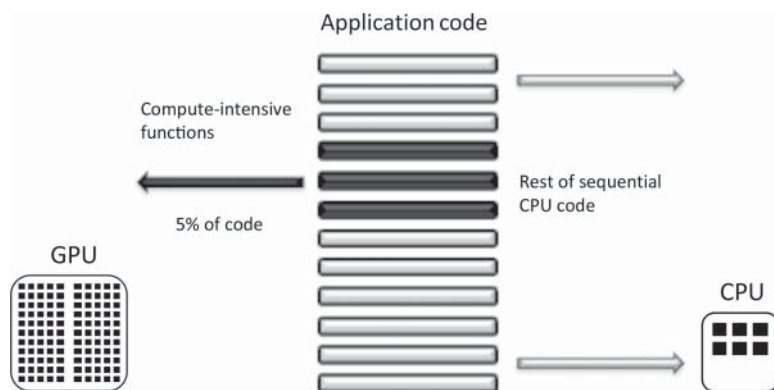 Application code
Compute-intensive
functions
Rest of sequential
CPU code
5% of code
GPU
CPU